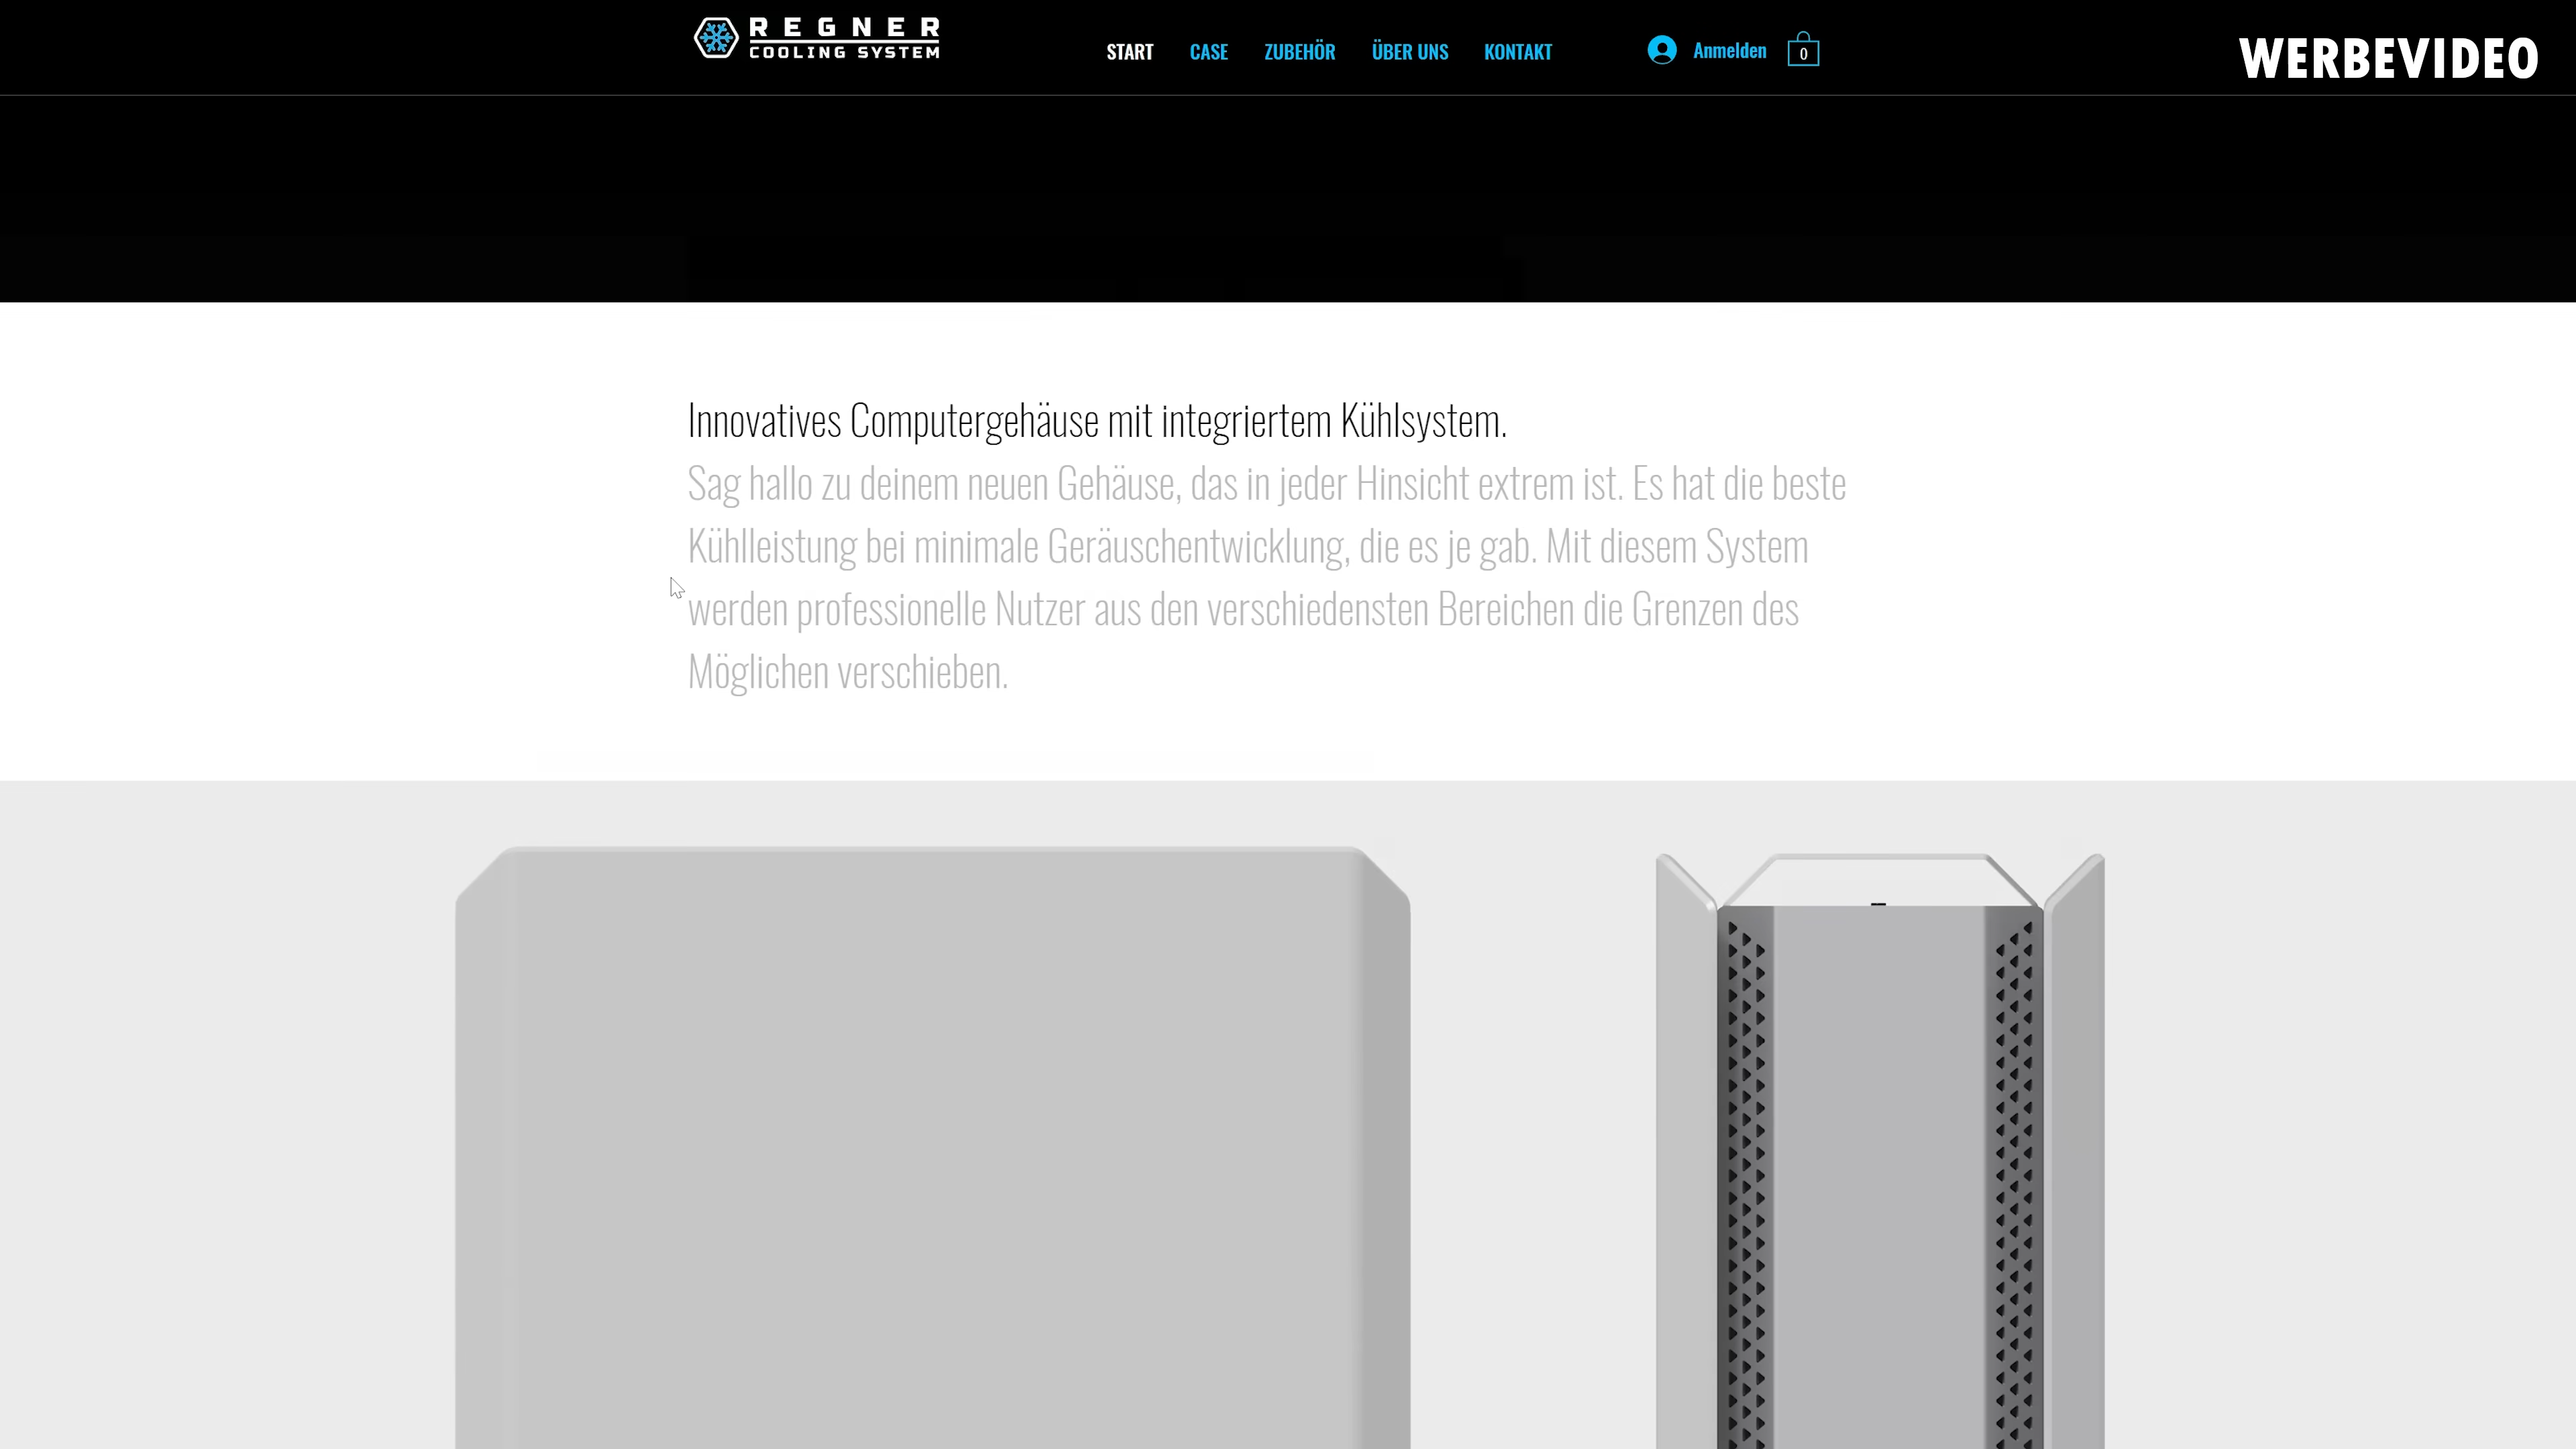 REGNER
COOLING SYSTEM
START
CASE
ZUBEHÖR
ÜBER UNS
KONTAKT
Anmelden
0
WERBEVIDEO
Innovatives Computergehäuse mit integriertem Kühlsystem.
Sag hallo zu deinem neuen Gehäuse, das in jeder Hinsicht extrem ist. Es hat die beste
Kühlleistung bei minimale Geräuschentwicklung, die es je gab. Mit diesem System
werden professionelle Nutzer aus den verschiedensten Bereichen die Grenzen des
Möglichen verschieben.